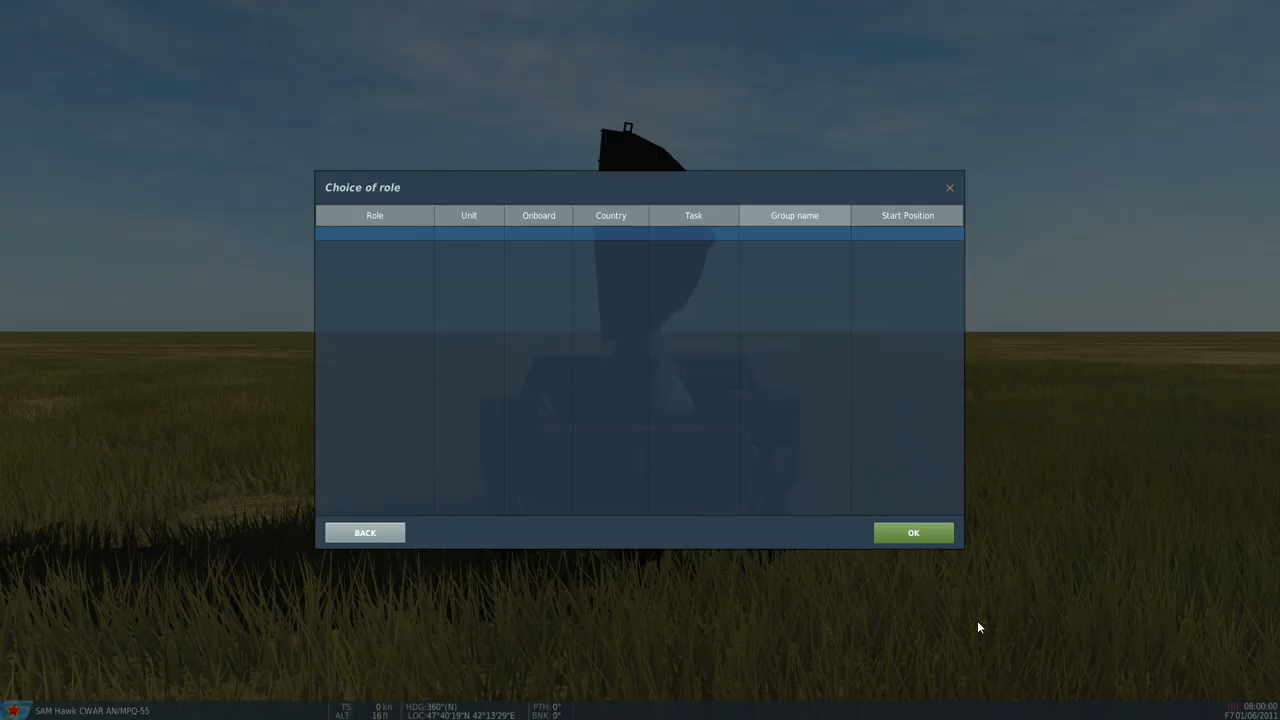 Choice of role
Role Unit Onboard Country Task Group name Start Position
BACK OK
SAM Hawk CWAR AN/MPQ-55 TS: 0 kn HDG: 360°(N) PTH: 0° 08:00:00
ALT: 16 ft LOC: 47°40'19"N 42°13'29"E BNK: 0° F7 01/06/2011